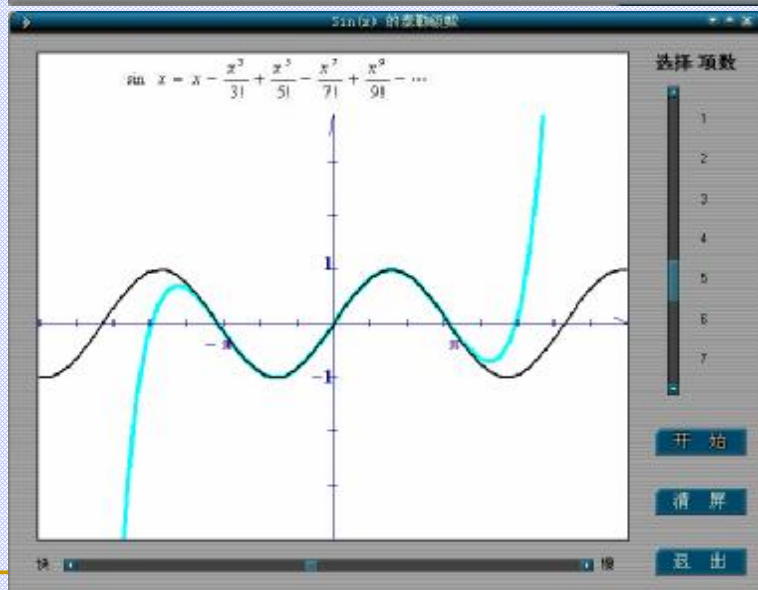 Sin(x) 的泰勒级数
sin x = x - x³/3! + x⁵/5! - x⁷/7! + x⁹/9! - ⋯
选择项数
1
2
3
4
5
6
7
1
-π
π
-1
开 始
清 屏
退 出
快
慢